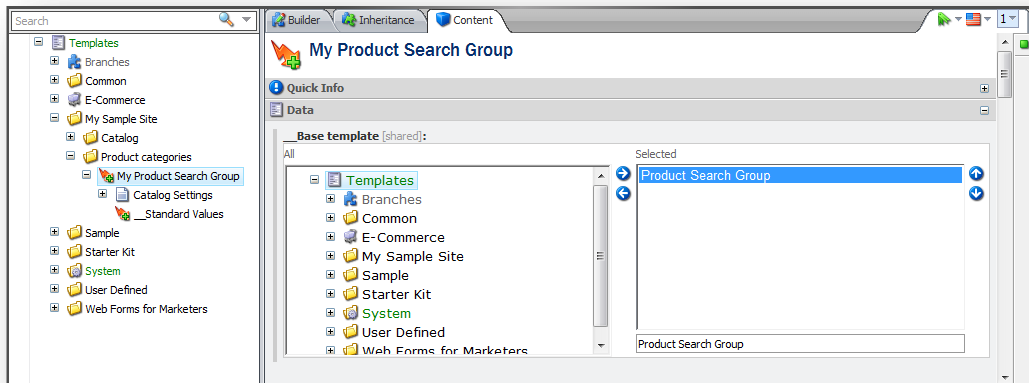 Search
Templates
Branches
Common
E-Commerce
My Sample Site
Catalog
Product categories
My Product Search Group
Catalog Settings
__Standard Values
Sample
Starter Kit
System
User Defined
Web Forms for Marketers
Builder
Inheritance
Content
1
My Product Search Group
Quick Info
Data
__Base template [shared]:
All
Templates
Branches
Common
E-Commerce
My Sample Site
Sample
Starter Kit
System
User Defined
Web Forms for Marketers
Selected
Product Search Group
Product Search Group